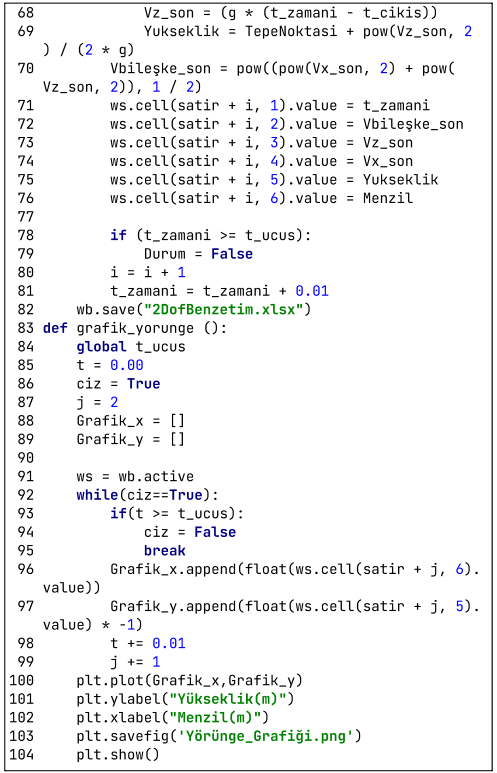 68 Vz_son = (g * (t_zamani - t_cikis))
69 Yukseklik = TepeNoktasi + pow(Vz_son, 2
) / (2 * g)
70 Vbileşke_son = pow((pow(Vx_son, 2) + pow(
Vz_son, 2)), 1 / 2)
71 ws.cell(satir + i, 1).value = t_zamani
72 ws.cell(satir + i, 2).value = Vbileşke_son
73 ws.cell(satir + i, 3).value = Vz_son
74 ws.cell(satir + i, 4).value = Vx_son
75 ws.cell(satir + i, 5).value = Yukseklik
76 ws.cell(satir + i, 6).value = Menzil
77
78 if (t_zamani >= t_ucus):
79 Durum = False
80 i = i + 1
81 t_zamani = t_zamani + 0.01
82 wb.save("2DofBenzetim.xlsx")
83 def grafik_yorunge ():
84 global t_ucus
85 t = 0.00
86 ciz = True
87 j = 2
88 Grafik_x = []
89 Grafik_y = []
90
91 ws = wb.active
92 while(ciz==True):
93 if(t >= t_ucus):
94 ciz = False
95 break
96 Grafik_x.append(float(ws.cell(satir + j, 6).
value))
97 Grafik_y.append(float(ws.cell(satir + j, 5).
value) * -1)
98 t += 0.01
99 j += 1
100 plt.plot(Grafik_x,Grafik_y)
101 plt.ylabel("Yükseklik(m)")
102 plt.xlabel("Menzil(m)")
103 plt.savefig('Yörünge_Grafiği.png')
104 plt.show()